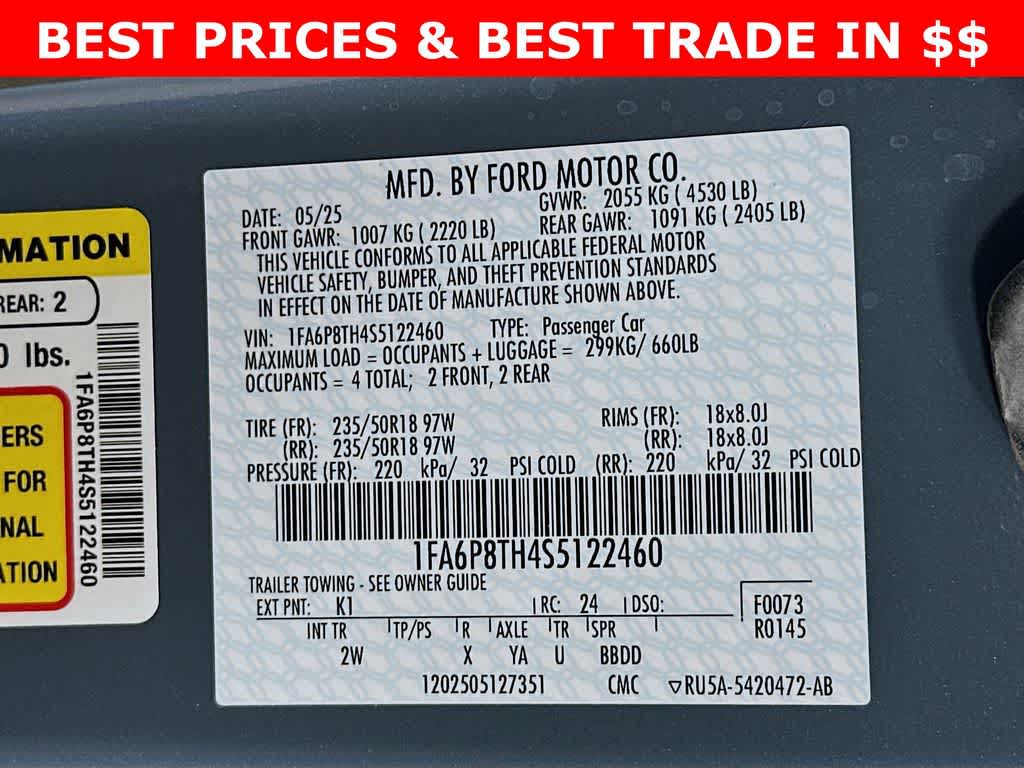 BEST PRICES & BEST TRADE IN $$
MFD. BY FORD MOTOR CO.
DATE: 05/25
GVWR: 2055 KG ( 4530 LB)
FRONT GAWR: 1007 KG ( 2220 LB)
REAR GAWR: 1091 KG ( 2405 LB)
THIS VEHICLE CONFORMS TO ALL APPLICABLE FEDERAL MOTOR
VEHICLE SAFETY, BUMPER, AND THEFT PREVENTION STANDARDS
IN EFFECT ON THE DATE OF MANUFACTURE SHOWN ABOVE.
VIN: 1FA6P8TH4S5122460 TYPE: Passenger Car
MAXIMUM LOAD = OCCUPANTS + LUGGAGE = 299KG/ 660LB
OCCUPANTS = 4 TOTAL; 2 FRONT, 2 REAR
TIRE (FR): 235/50R18 97W RIMS (FR): 18x8.0J
(RR): 235/50R18 97W (RR): 18x8.0J
PRESSURE (FR): 220 kPa/ 32 PSI COLD (RR): 220 kPa/ 32 PSI COLD
1FA6P8TH4S5122460
TRAILER TOWING - SEE OWNER GUIDE
EXT PNT: K1 RC: 24 DSO:
F0073
R0145
INT TR TP/PS R AXLE TR SPR
2W X YA U BBDD
1202505127351 CMC ▽RU5A-5420472-AB
MATION
REAR: 2
0 lbs.
ERS
FOR
NAL
ATION
1FA6P8TH4S5122460